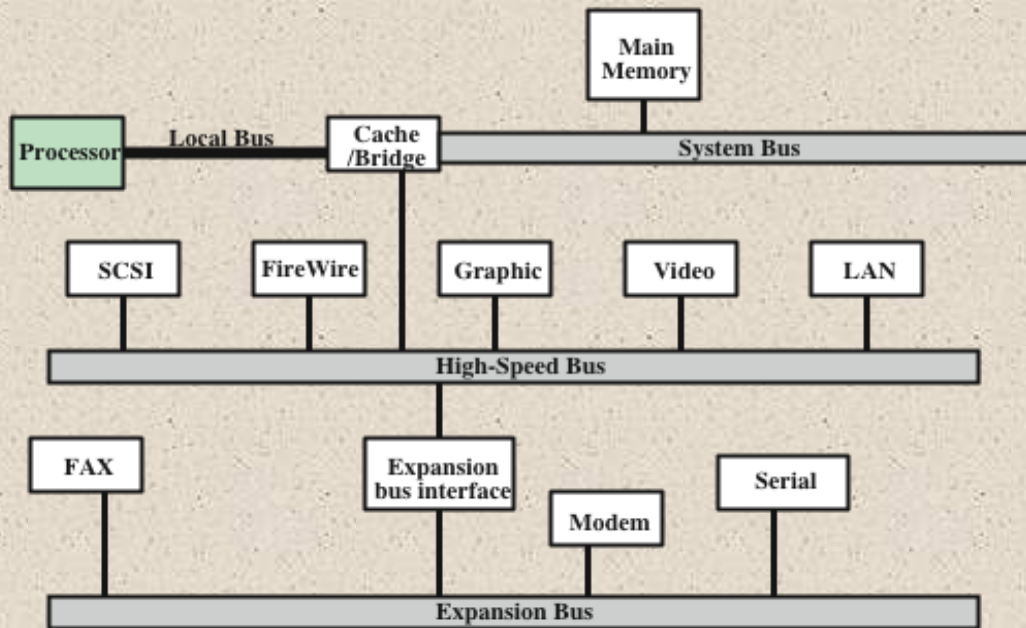 Main
Memory
Processor
Local Bus
Cache
/Bridge
System Bus
SCSI
FireWire
Graphic
Video
LAN
High-Speed Bus
FAX
Expansion
bus interface
Modem
Serial
Expansion Bus